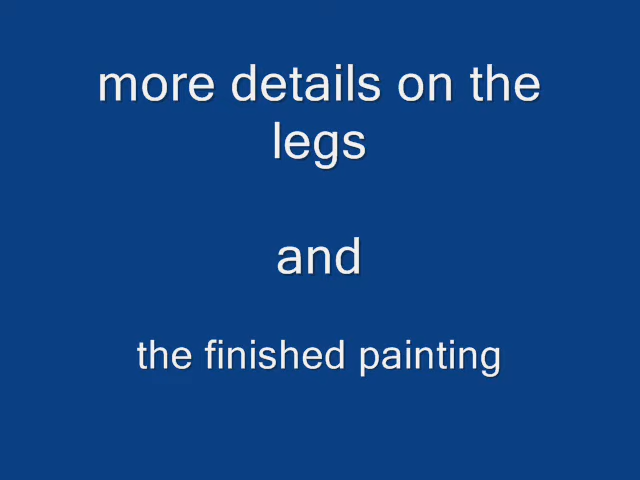 more details on the
legs
and
the finished painting